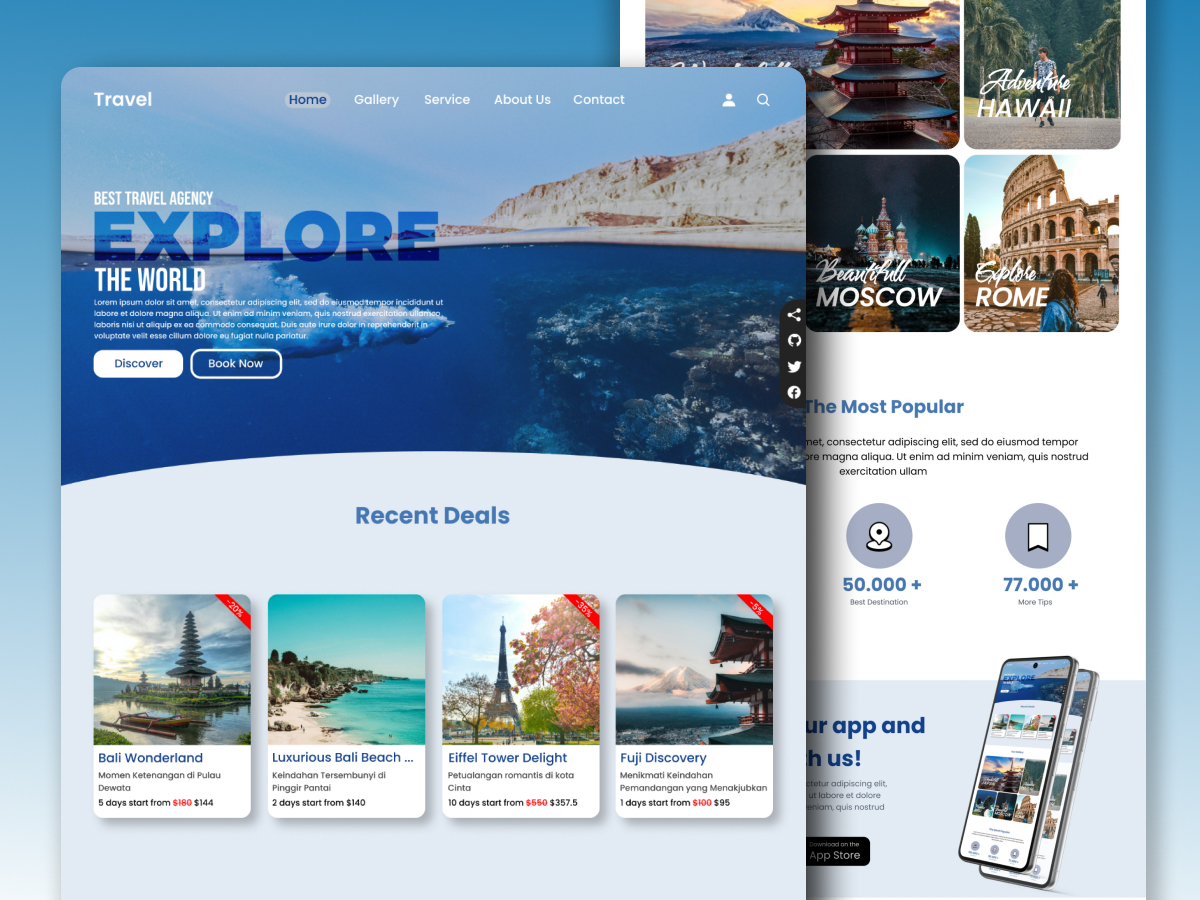 Travel
Home
Gallery
Service
About Us
Contact
BEST TRAVEL AGENCY
EXPLORE
THE WORLD
Lorem ipsum dolor sit amet, consectetur adipiscing elit, sed do eiusmod tempor incididunt ut
labore et dolore magna aliqua. Ut enim ad minim veniam, quis nostrud exercitation ullamco
laboris nisi ut aliquip ex ea commodo consequat. Duis aute irure dolor in reprehenderit in
voluptate velit esse cillum dolore eu fugiat nulla pariatur.
Discover
Book Now
Recent Deals
-20%
Bali Wonderland
Momen Ketenangan di Pulau
Dewata
5 days start from $180 $144
Luxurious Bali Beach ...
Keindahan Tersembunyi di
Pinggir Pantai
2 days start from $140
-35%
Eiffel Tower Delight
Petualangan romantis di kota
Cinta
10 days start from $550 $357.5
-5%
Fuji Discovery
Menikmati Keindahan
Pemandangan yang Menakjubkan
1 days start from $100 $95
Adventure
HAWAII
Beautifull
MOSCOW
Explore
ROME
The Most Popular
consectetur adipiscing elit, sed do eiusmod tempor
magna aliqua. Ut enim ad minim veniam, quis nostrud
exercitation ullam
50.000 +
Best Destination
77.000 +
More Tips
app and
us!
adipiscing elit,
ut labore et dolore
quis nostrud
Download on the
App Store
EXPLORE